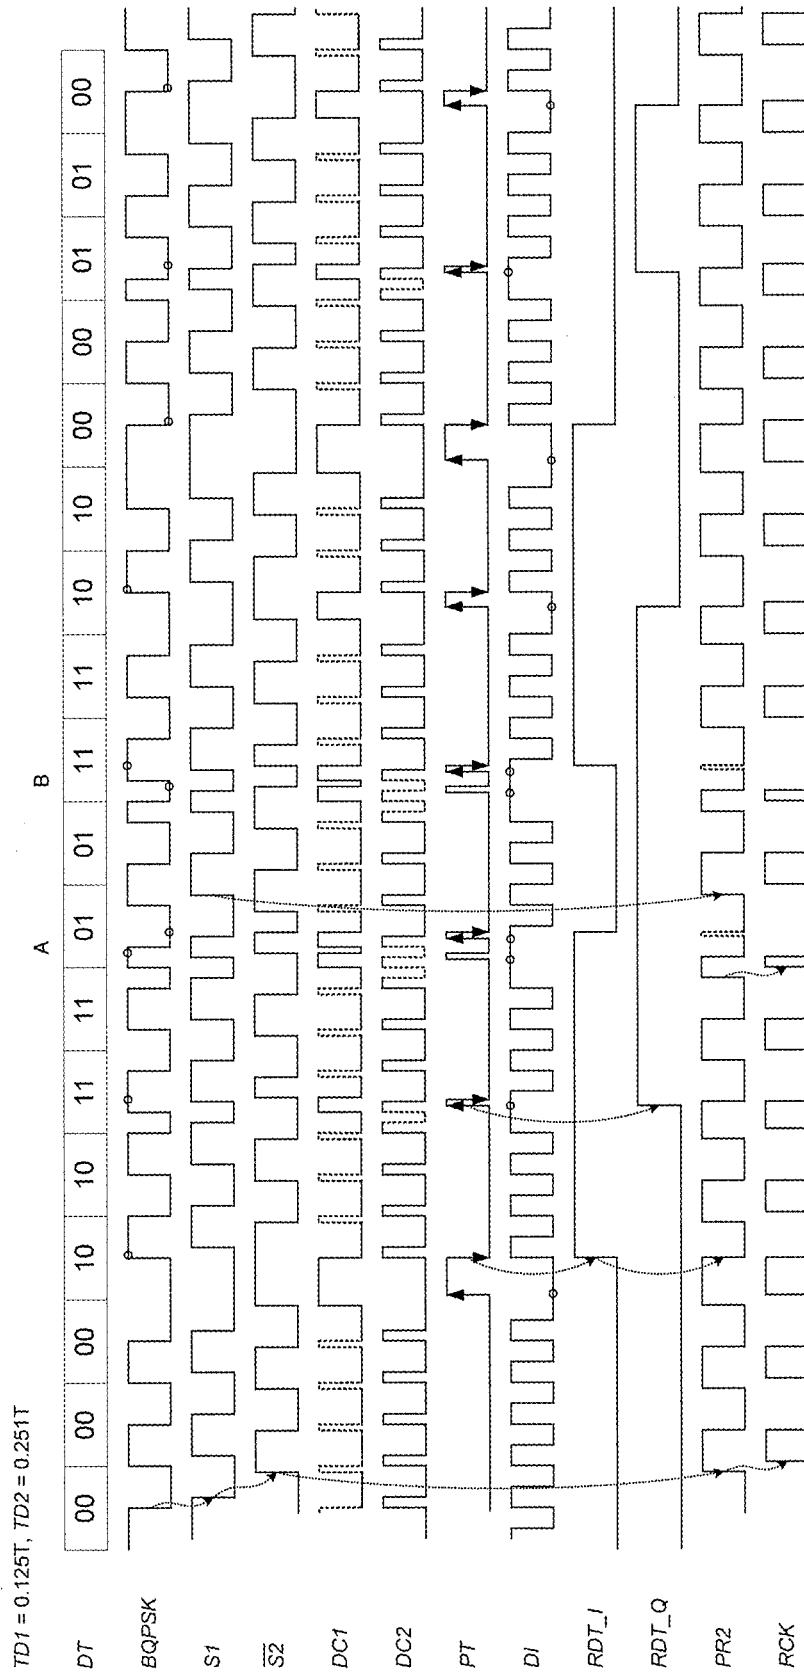 TD1 = 0.125T, TD2 = 0.251T
A B
DT 00 00 00 10 10 11 11 01 01 11 11 10 10 00 00 01 01 00
BQPSK
S1
S̅2̅
DC1
DC2
PT
DI
RDT_I
RDT_Q
PR2
RCK